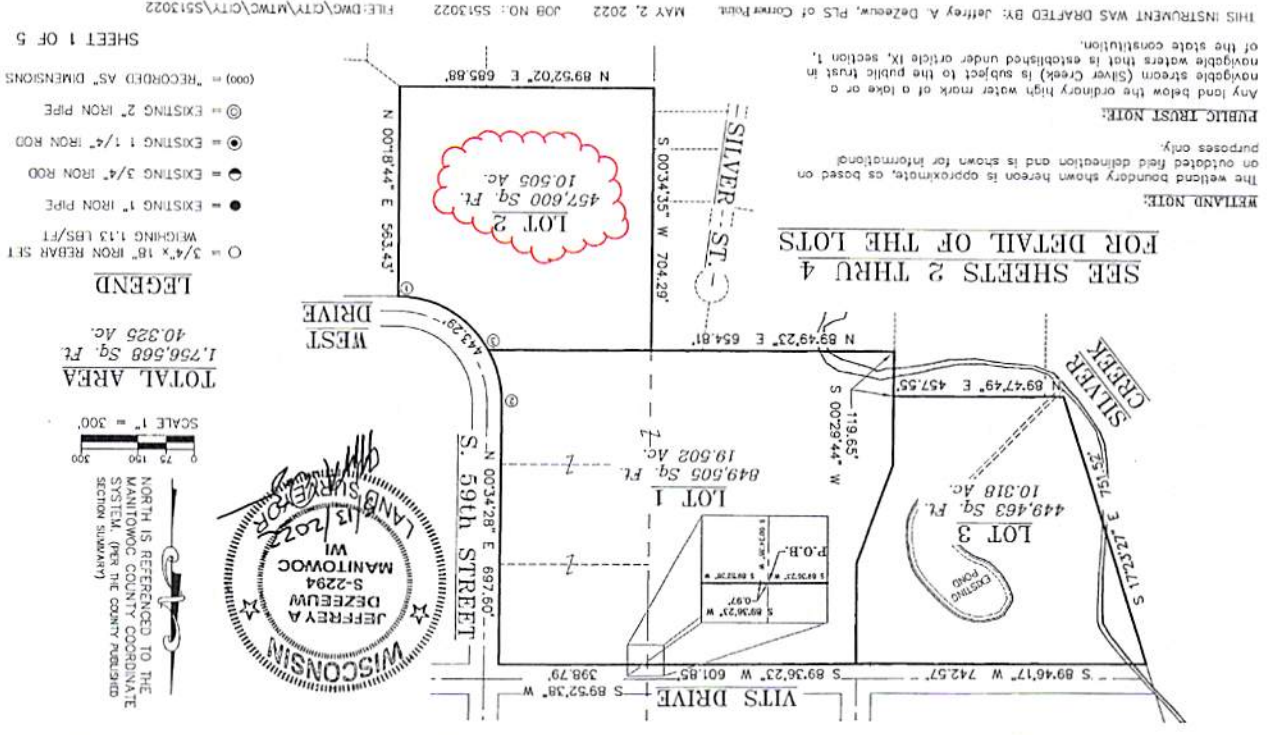 VITS DRIVE
S 89°52'38" W
398.79'
S 89°36'23" W 601.85'
S 89°46'17" W 742.57'
NORTH IS REFERENCED TO THE
MANITOWOC COUNTY COORDINATE
SYSTEM. (PER THE COUNTY PUBLISHED
SECTION SUMMARY)
0 75 150 300
SCALE 1" = 300'
WISCONSIN
JEFFREY A
DEZEEUW
S-2294
MANITOWOC
WI
LAND SURVEYOR
S. 59th STREET
N 00°34'28" E 697.60'
S 89°36'23" W
0.97'
P.O.B.
LOT 1
849,505 Sq. Ft.
19.502 Ac.
S 00°29'44" W
119.65'
LOT 3
449,463 Sq. Ft.
10.318 Ac.
EXISTING
POND
S 17°23'27" E 751.52'
N 89°47'49" E 457.55'
SILVER
CREEK
N 89°49'23" E 654.81'
TOTAL AREA
1,756,568 Sq. Ft.
40.325 Ac.
WEST
DRIVE
443.29'
1
2
3
LOT 2
457,600 Sq. Ft.
10.505 Ac.
N 00°18'44" E 563.43'
S 00°34'35" W 704.29'
N 89°52'02" E 685.88'
SILVER ST.
LEGEND
= 3/4"x 18" IRON REBAR SET
WEIGHING 1.13 LBS/FT
= EXISTING 1" IRON PIPE
= EXISTING 3/4" IRON ROD
= EXISTING 1 1/4" IRON ROD
= EXISTING 2" IRON PIPE
(000) = "RECORDED AS" DIMENSIONS
SEE SHEETS 2 THRU 4
FOR DETAIL OF THE LOTS
WETLAND NOTE:
The wetland boundary shown hereon is approximate, as based on
an outdated field delineation and is shown for informational
purposes only.
PUBLIC TRUST NOTE:
Any land below the ordinary high water mark of a lake or a
navigable stream (Silver Creek) is subject to the public trust in
navigable waters that is established under article IX, section 1,
of the state constitution.
SHEET 1 OF 5
THIS INSTRUMENT WAS DRAFTED BY: Jeffrey A. DeZeeuw, PLS of Corner Point MAY 2, 2022 JOB NO.: S513022 FILE:DWG\CITY\MTWC\CITY\S513022